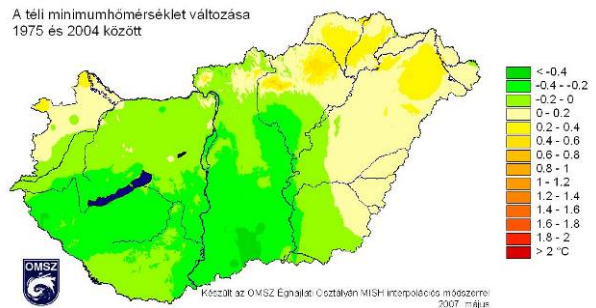 A téli minimumhőmérséklet változása
1975 és 2004 között
< -0.4
-0.4 - -0.2
-0.2 - 0
0 - 0.2
0.2 - 0.4
0.4 - 0.6
0.6 - 0.8
0.8 - 1
1 - 1.2
1.2 - 1.4
1.4 - 1.6
1.6 - 1.8
1.8 - 2
> 2 °C
OMSZ
Készült az OMSZ Éghajlati Osztályán MISH interpolációs módszerrel
2007. május